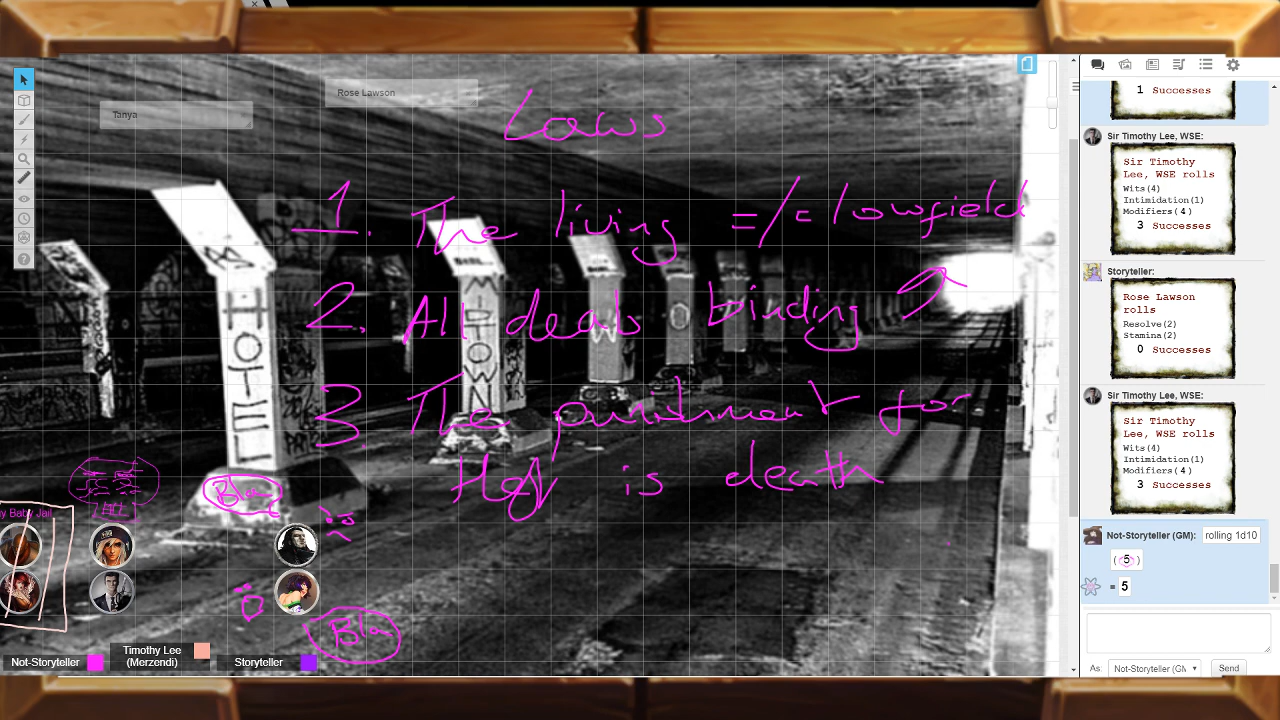 Tanya
Rose Lawson
Laws
1. The living =/= lowfield
2. All deals binding
3 The punishment for
is death
HOTEL
DTOWN
Bla
y Baby Jail
Bla
Not-Storyteller
Timothy Lee
(Merzendi)
Storyteller
1 Successes
Sir Timothy Lee, WSE:
Sir Timothy
Lee, WSE rolls
Wits(4)
Intimidation(1)
Modifiers(4)
3 Successes
Storyteller:
Rose Lawson
rolls
Resolve(2)
Stamina(2)
0 Successes
Sir Timothy Lee, WSE:
Sir Timothy
Lee, WSE rolls
Wits(4)
Intimidation(1)
Modifiers(4)
3 Successes
Not-Storyteller (GM): rolling 1d10
(5)
= 5
As: Not-Storyteller (GM
Send